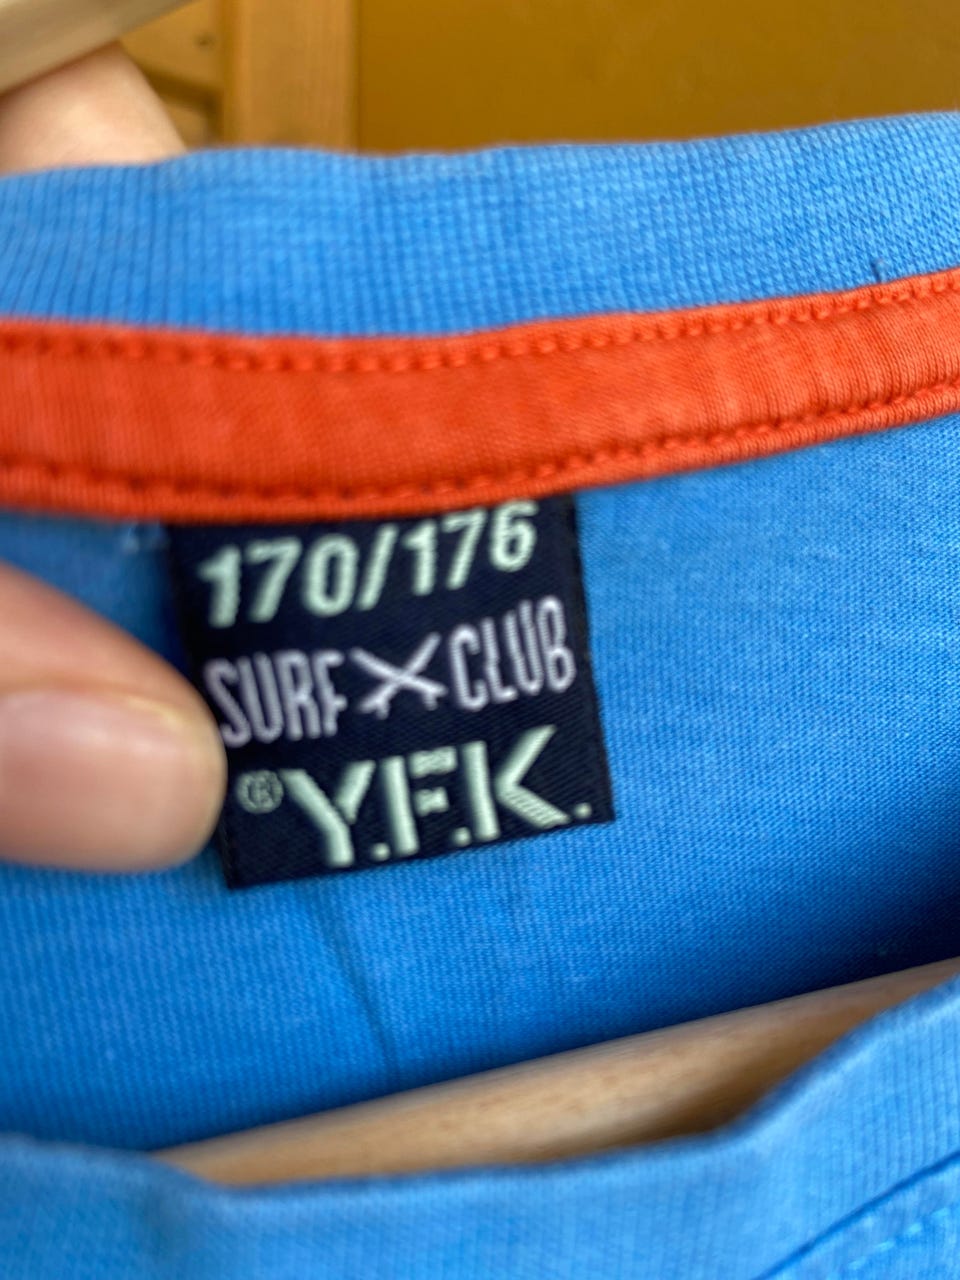 170/176
SURF CLUB
® Y.F.K.